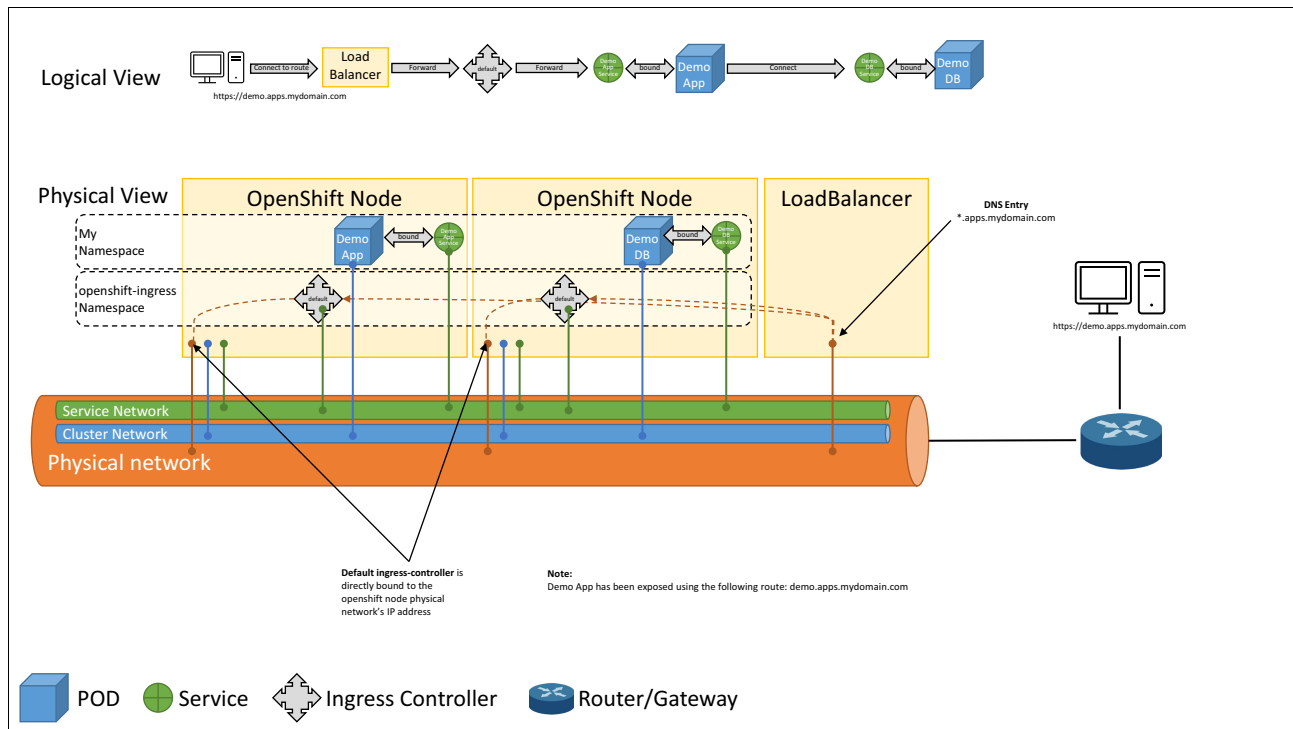 Logical View
https://demo.apps.mydomain.com
Connect to route
Load
Balancer
Forward
default
Forward
Demo
App
Service
bound
Demo
App
Connect
Demo
DB
Service
bound
Demo
DB
Physical View
OpenShift Node
OpenShift Node
LoadBalancer
DNS Entry
*.apps.mydomain.com
My
Namespace
Demo
App
bound
Demo
App
Service
Demo
DB
bound
Demo
DB
Service
openshift-ingress
Namespace
default
default
https://demo.apps.mydomain.com
Service Network
Cluster Network
Physical network
Default ingress-controller is
directly bound to the
openshift node physical
network's IP address
Note:
Demo App has been exposed using the following route: demo.apps.mydomain.com
POD
Service
Ingress Controller
Router/Gateway